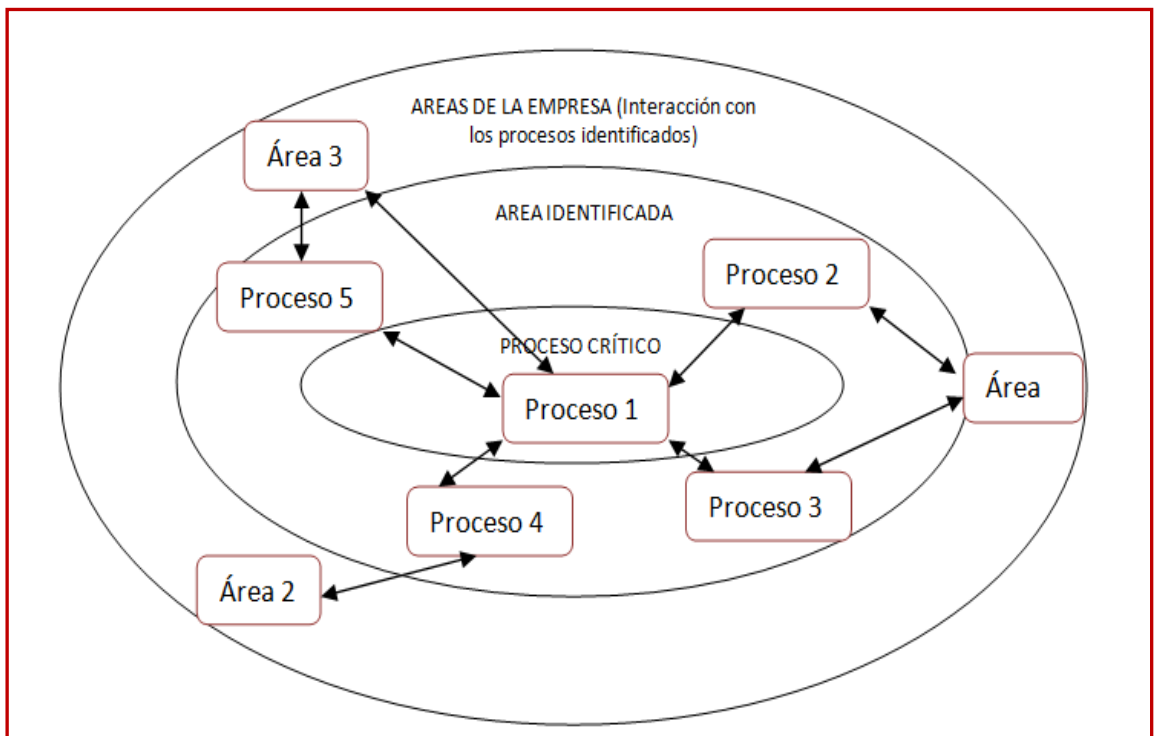 AREAS DE LA EMPRESA (Interacción con
los procesos identificados)
Área 3
AREA IDENTIFICADA
Proceso 2
Proceso 5
PROCESO CRÍTICO
Área
Proceso 1
Proceso 3
Proceso 4
Área 2